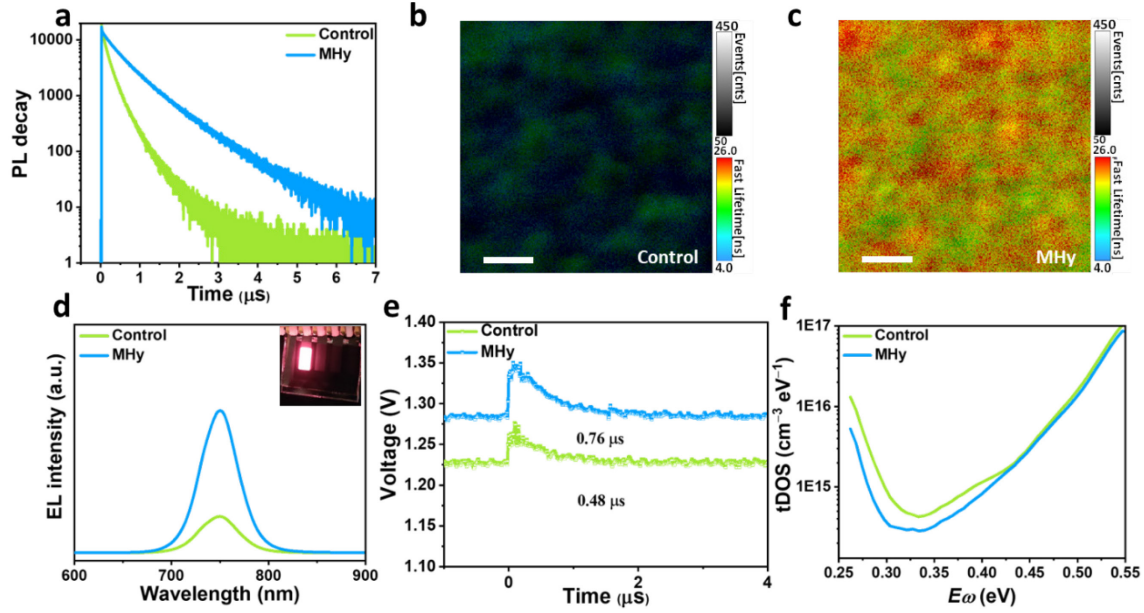 a
Control
MHy
10000
1000
100
10
1
0 1 2 3 4 5 6 7
PL decay
Time (μs)
b
Control
450
Events[cnts]
50
26.0
Fast Lifetime[ns]
4.0
c
MHy
450
Events[cnts]
50
26.0
,Fast Lifetime[ns]
4.0
d
Control
MHy
EL intensity (a.u.)
600 700 800 900
Wavelength (nm)
e
Control
MHy
1.40
1.35
1.30
1.25
1.20
1.15
1.10
1.00
Voltage (V)
0.76 μs
0.48 μs
0 2 4
Time (μs)
f
Control
MHy
1E17
1E16
1E15
tDOS (cm⁻³ eV⁻¹)
0.25 0.30 0.35 0.40 0.45 0.50 0.55
Eω (eV)